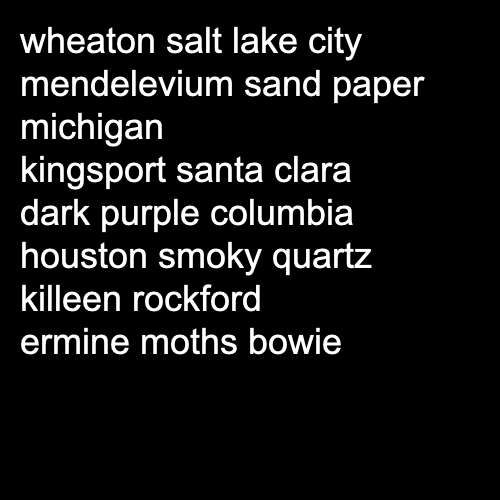 wheaton salt lake city
mendelevium sand paper
michigan
kingsport santa clara
dark purple columbia
houston smoky quartz
killeen rockford
ermine moths bowie